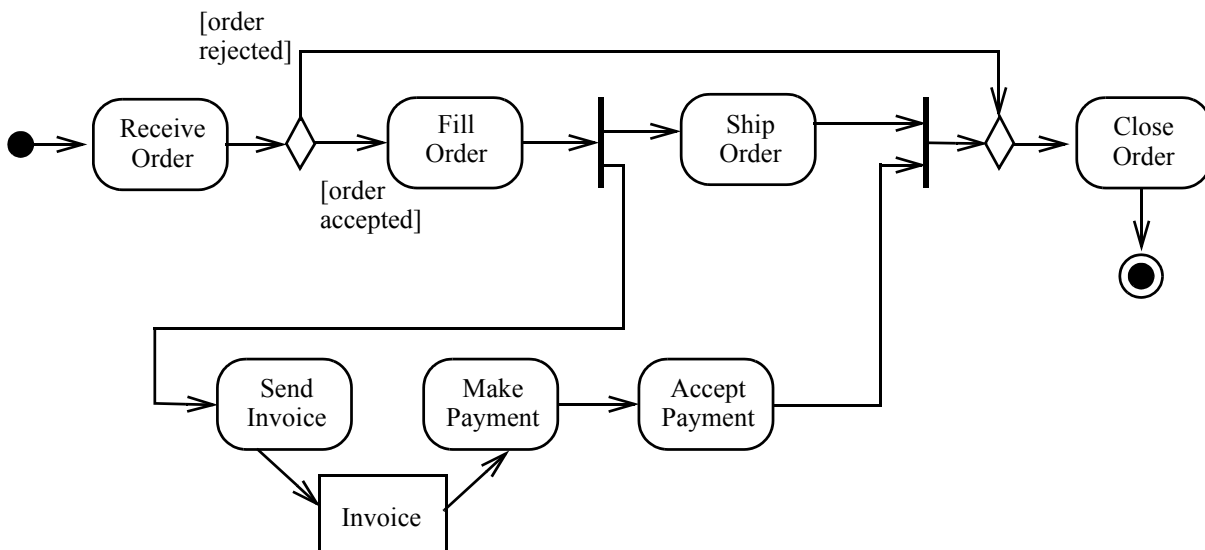 [order
rejected]
Receive
Order
Fill
Order
Ship
Order
Close
Order
[order
accepted]
Send
Invoice
Make
Payment
Accept
Payment
Invoice